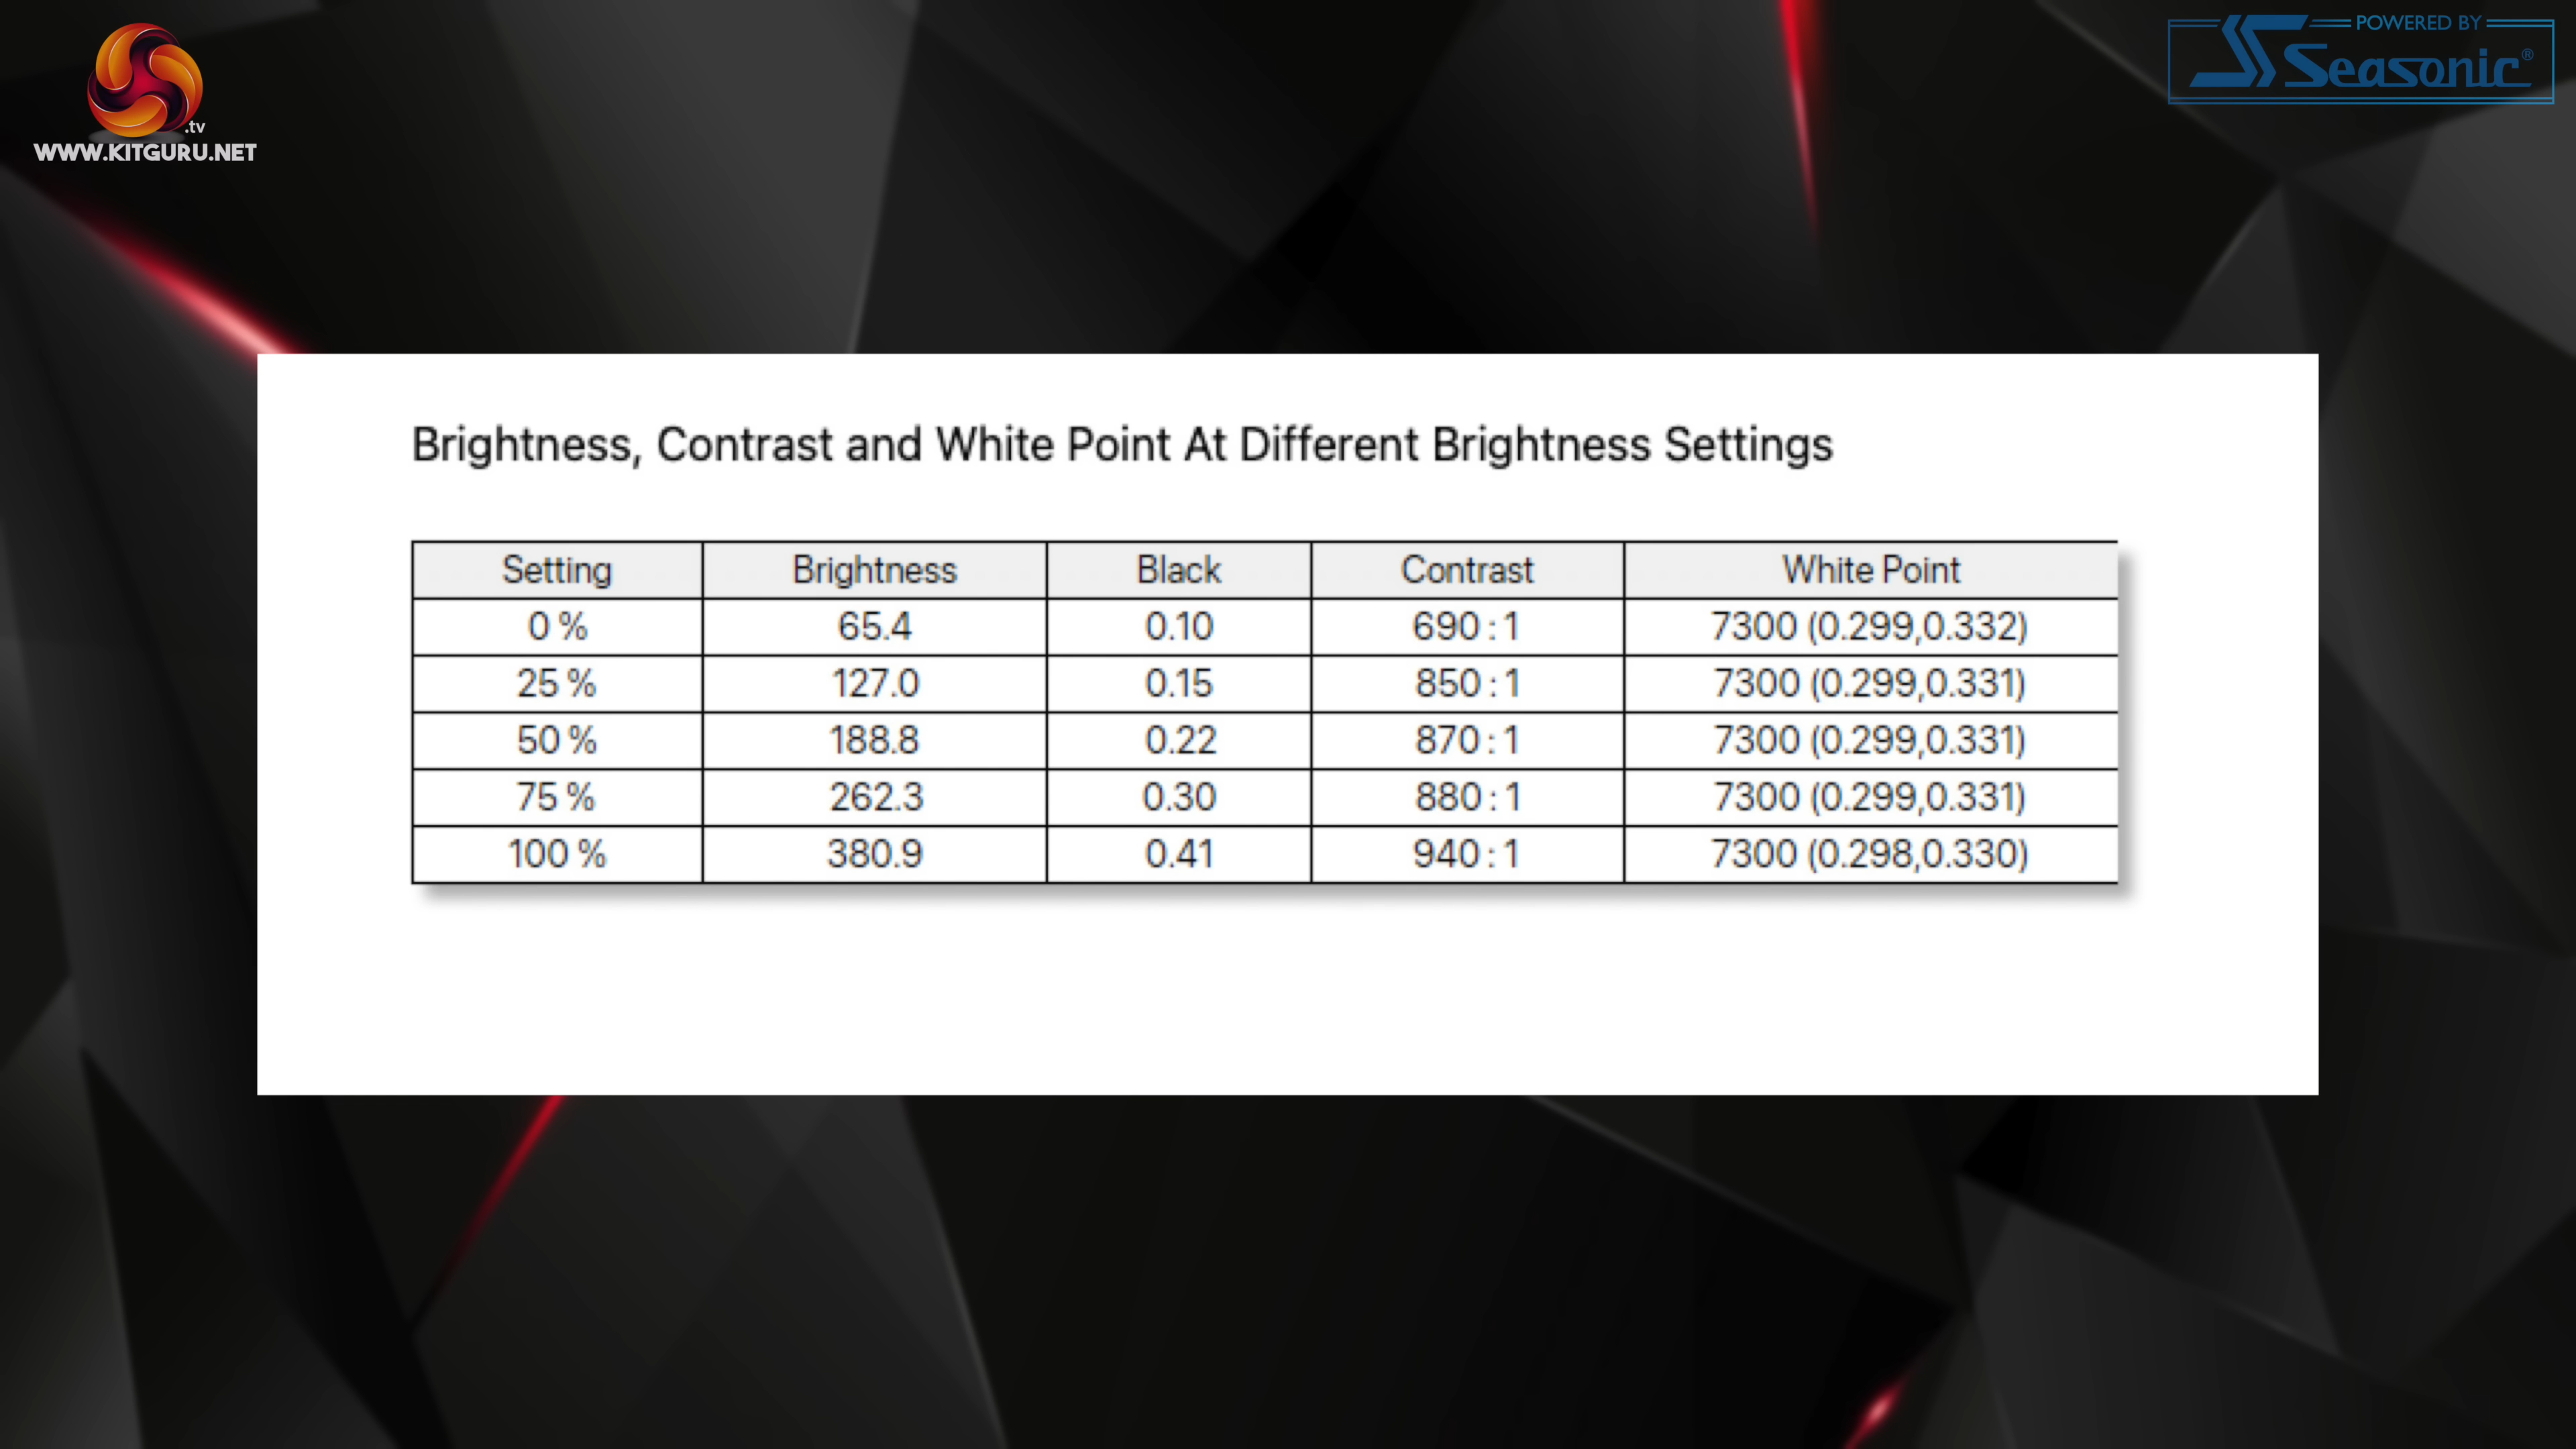 .tv
WWW.KITGURU.NET
POWERED BY
Seasonic®
Brightness, Contrast and White Point At Different Brightness Settings
Setting Brightness Black Contrast White Point
0 % 65.4 0.10 690 : 1 7300 (0.299,0.332)
25 % 127.0 0.15 850 : 1 7300 (0.299,0.331)
50 % 188.8 0.22 870 : 1 7300 (0.299,0.331)
75 % 262.3 0.30 880 : 1 7300 (0.299,0.331)
100 % 380.9 0.41 940 : 1 7300 (0.298,0.330)